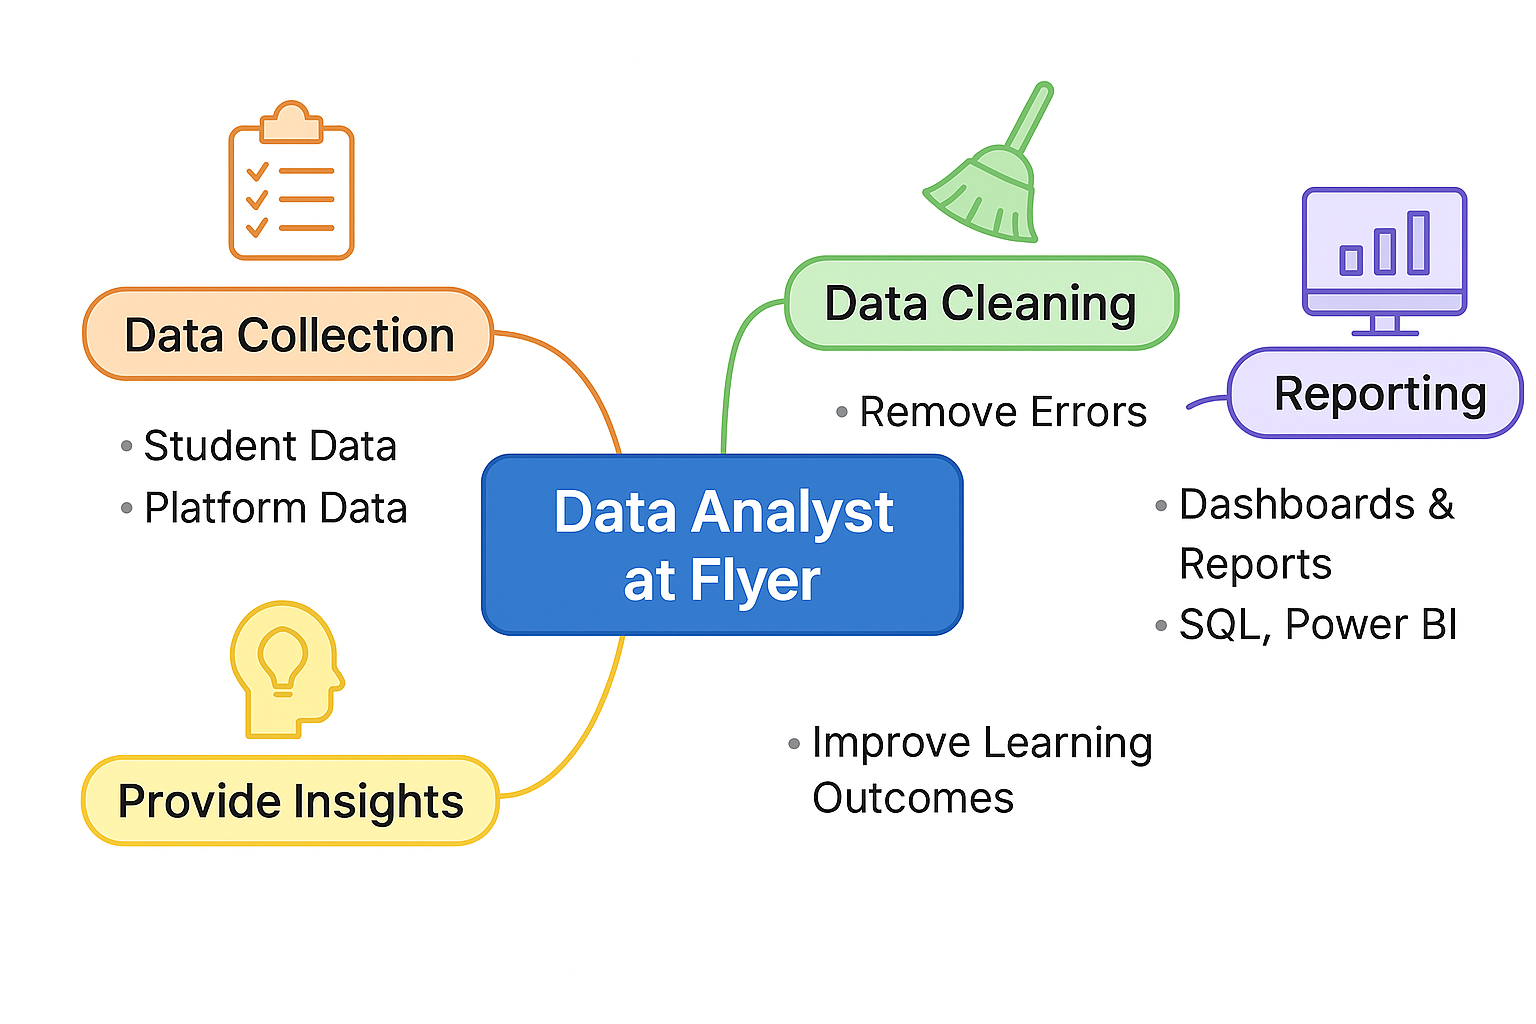 Data Collection
• Student Data
• Platform Data
Data Cleaning
• Remove Errors
Reporting
• Dashboards &
Reports
• SQL, Power BI
Data Analyst
at Flyer
Provide Insights
• Improve Learning
Outcomes